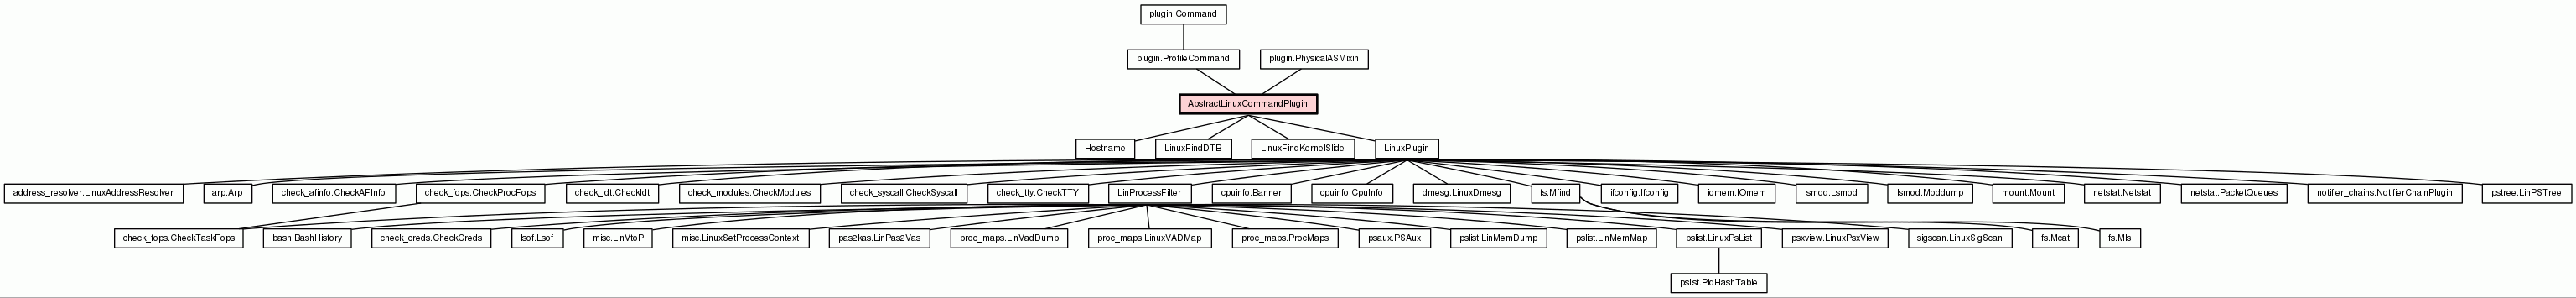 plugin.Command
plugin.ProfileCommand
plugin.PhysicalASMixin
AbstractLinuxCommandPlugin
Hostname
LinuxFindDTB
LinuxFindKernelSlide
LinuxPlugin
address_resolver.LinuxAddressResolver
arp.Arp
check_afinfo.CheckAFInfo
check_fops.CheckProcFops
check_idt.CheckIdt
check_modules.CheckModules
check_syscall.CheckSyscall
check_tty.CheckTTY
LinProcessFilter
cpuinfo.Banner
cpuinfo.CpuInfo
dmesg.LinuxDmesg
fs.Mfind
ifconfig.Ifconfig
iomem.IOmem
lsmod.Lsmod
lsmod.Moddump
mount.Mount
netstat.Netstat
netstat.PacketQueues
notifier_chains.NotifierChainPlugin
pstree.LinPSTree
check_fops.CheckTaskFops
bash.BashHistory
check_creds.CheckCreds
lsof.Lsof
misc.LinVtoP
misc.LinuxSetProcessContext
pas2kas.LinPas2Vas
proc_maps.LinVadDump
proc_maps.LinuxVADMap
proc_maps.ProcMaps
psaux.PSAux
pslist.LinMemDump
pslist.LinMemMap
pslist.LinuxPsList
psxview.LinuxPsxView
sigscan.LinuxSigScan
fs.Mcat
fs.Mls
pslist.PidHashTable